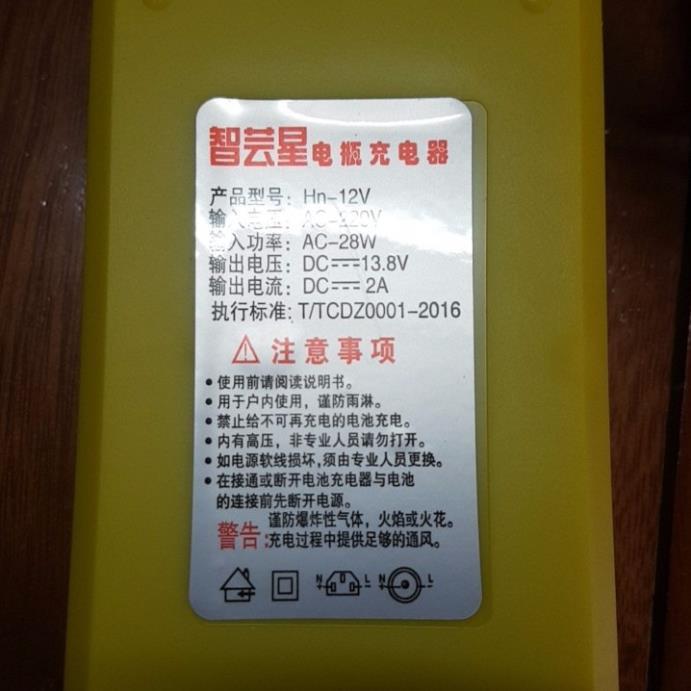 智芸星电瓶充电器
产品型号: Hn-12V
输入电压: AC-220V
输入功率: AC-28W
输出电压: DC⎓13.8V
输出电流: DC⎓2A
执行标准: T/TCDZ0001-2016
⚠注意事项
•使用前请阅读说明书。
•用于户内使用，谨防雨淋。
•禁止给不可再充电的电池充电。
•内有高压，非专业人员请勿打开。
•如电源软线损坏,须由专业人员更换。
•在接通或断开电池充电器与电池
的连接前先断开电源。
警告:谨防爆炸性气体，火焰或火花。
充电过程中提供足够的通风。
N L N L